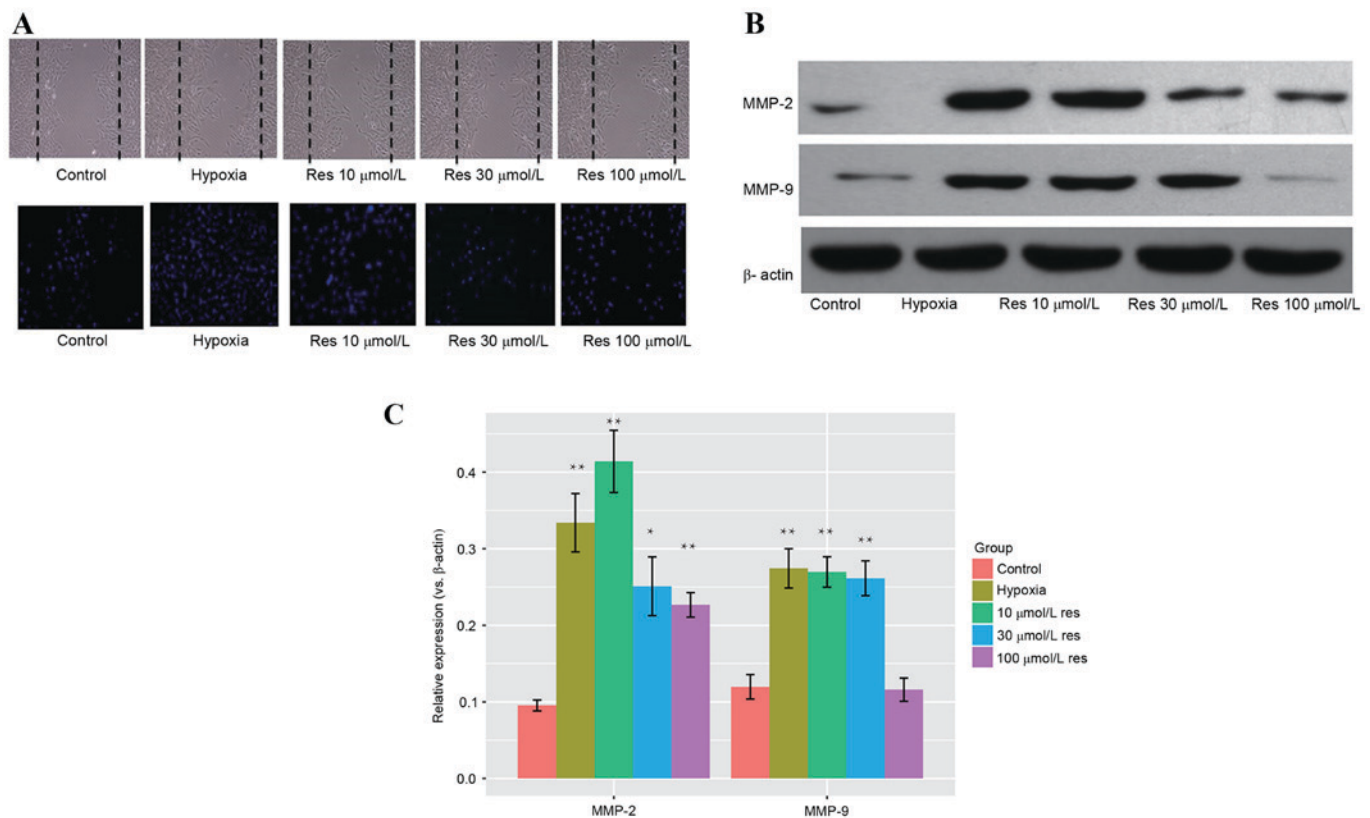 A
Control Hypoxia Res 10 μmol/L Res 30 μmol/L Res 100 μmol/L
Control Hypoxia Res 10 μmol/L Res 30 μmol/L Res 100 μmol/L
B
MMP-2
MMP-9
β- actin
Control Hypoxia Res 10 μmol/L Res 30 μmol/L Res 100 μmol/L
C
Relative expression (vs. β-actin)
0.4
0.3
0.2
0.1
0.0
** ** * **
** ** **
MMP-2 MMP-9
Group
Control
Hypoxia
10 μmol/L res
30 μmol/L res
100 μmol/L res